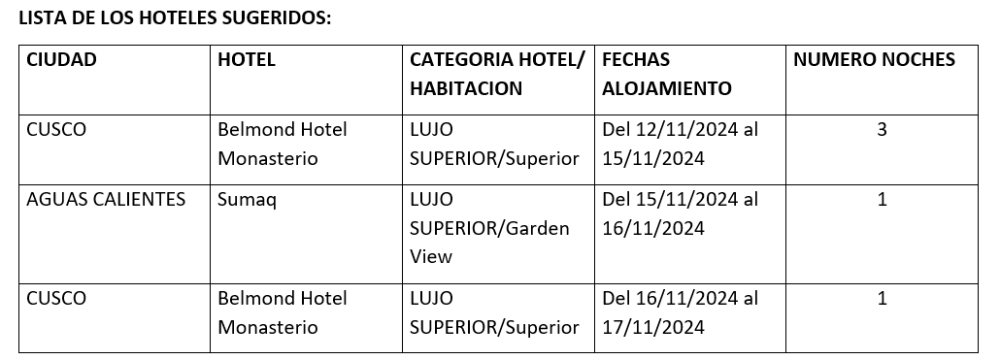 LISTA DE LOS HOTELES SUGERIDOS:
CIUDAD
HOTEL
CATEGORIA HOTEL/
HABITACION
FECHAS
ALOJAMIENTO
NUMERO NOCHES
CUSCO
Belmond Hotel
Monasterio
LUJO
SUPERIOR/Superior
Del 12/11/2024 al
15/11/2024
3
AGUAS CALIENTES
Sumaq
LUJO
SUPERIOR/Garden
View
Del 15/11/2024 al
16/11/2024
1
CUSCO
Belmond Hotel
Monasterio
LUJO
SUPERIOR/Superior
Del 16/11/2024 al
17/11/2024
1